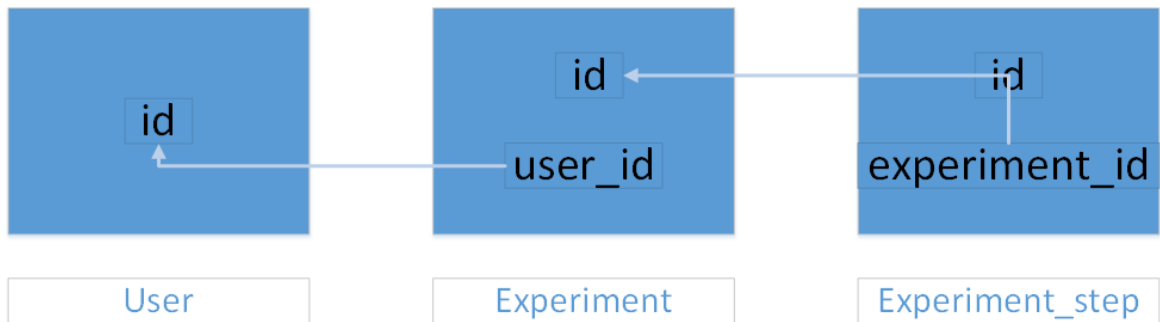 id
user_id
id
id
experiment_id
User
Experiment
Experiment_step